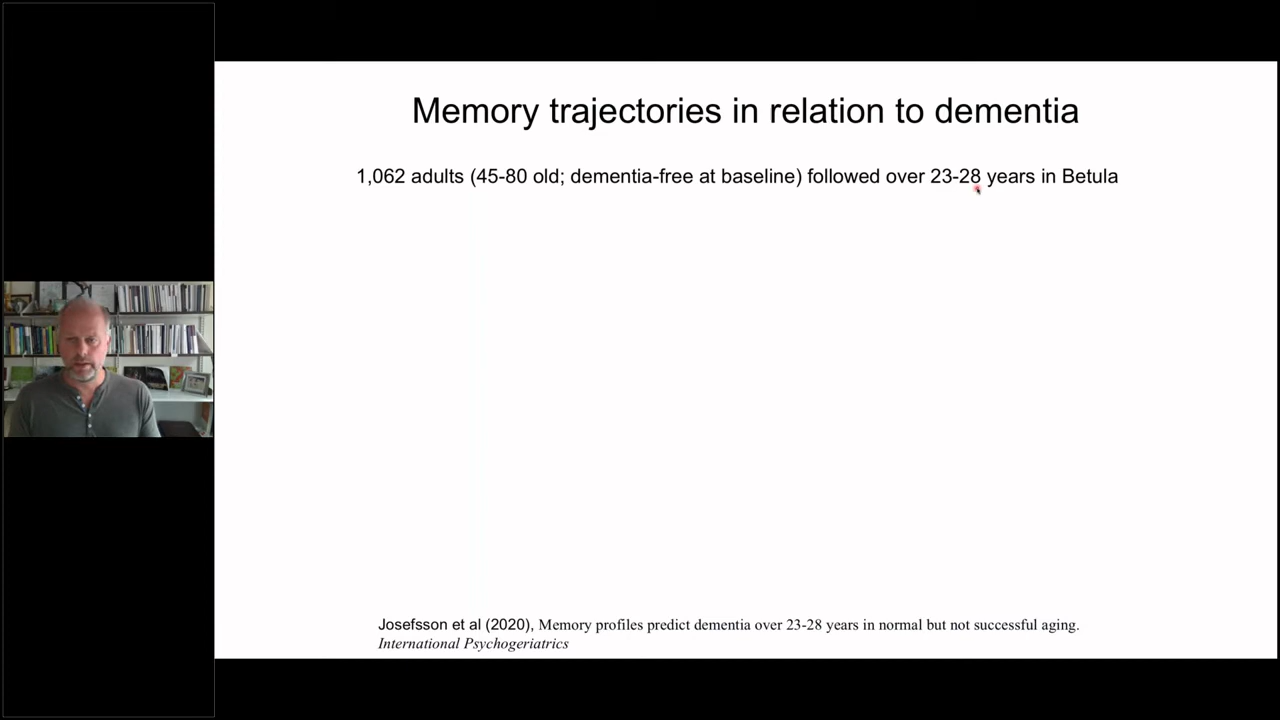 Memory trajectories in relation to dementia
1,062 adults (45-80 old; dementia-free at baseline) followed over 23-28 years in Betula
Josefsson et al (2020), Memory profiles predict dementia over 23-28 years in normal but not successful aging.
International Psychogeriatrics